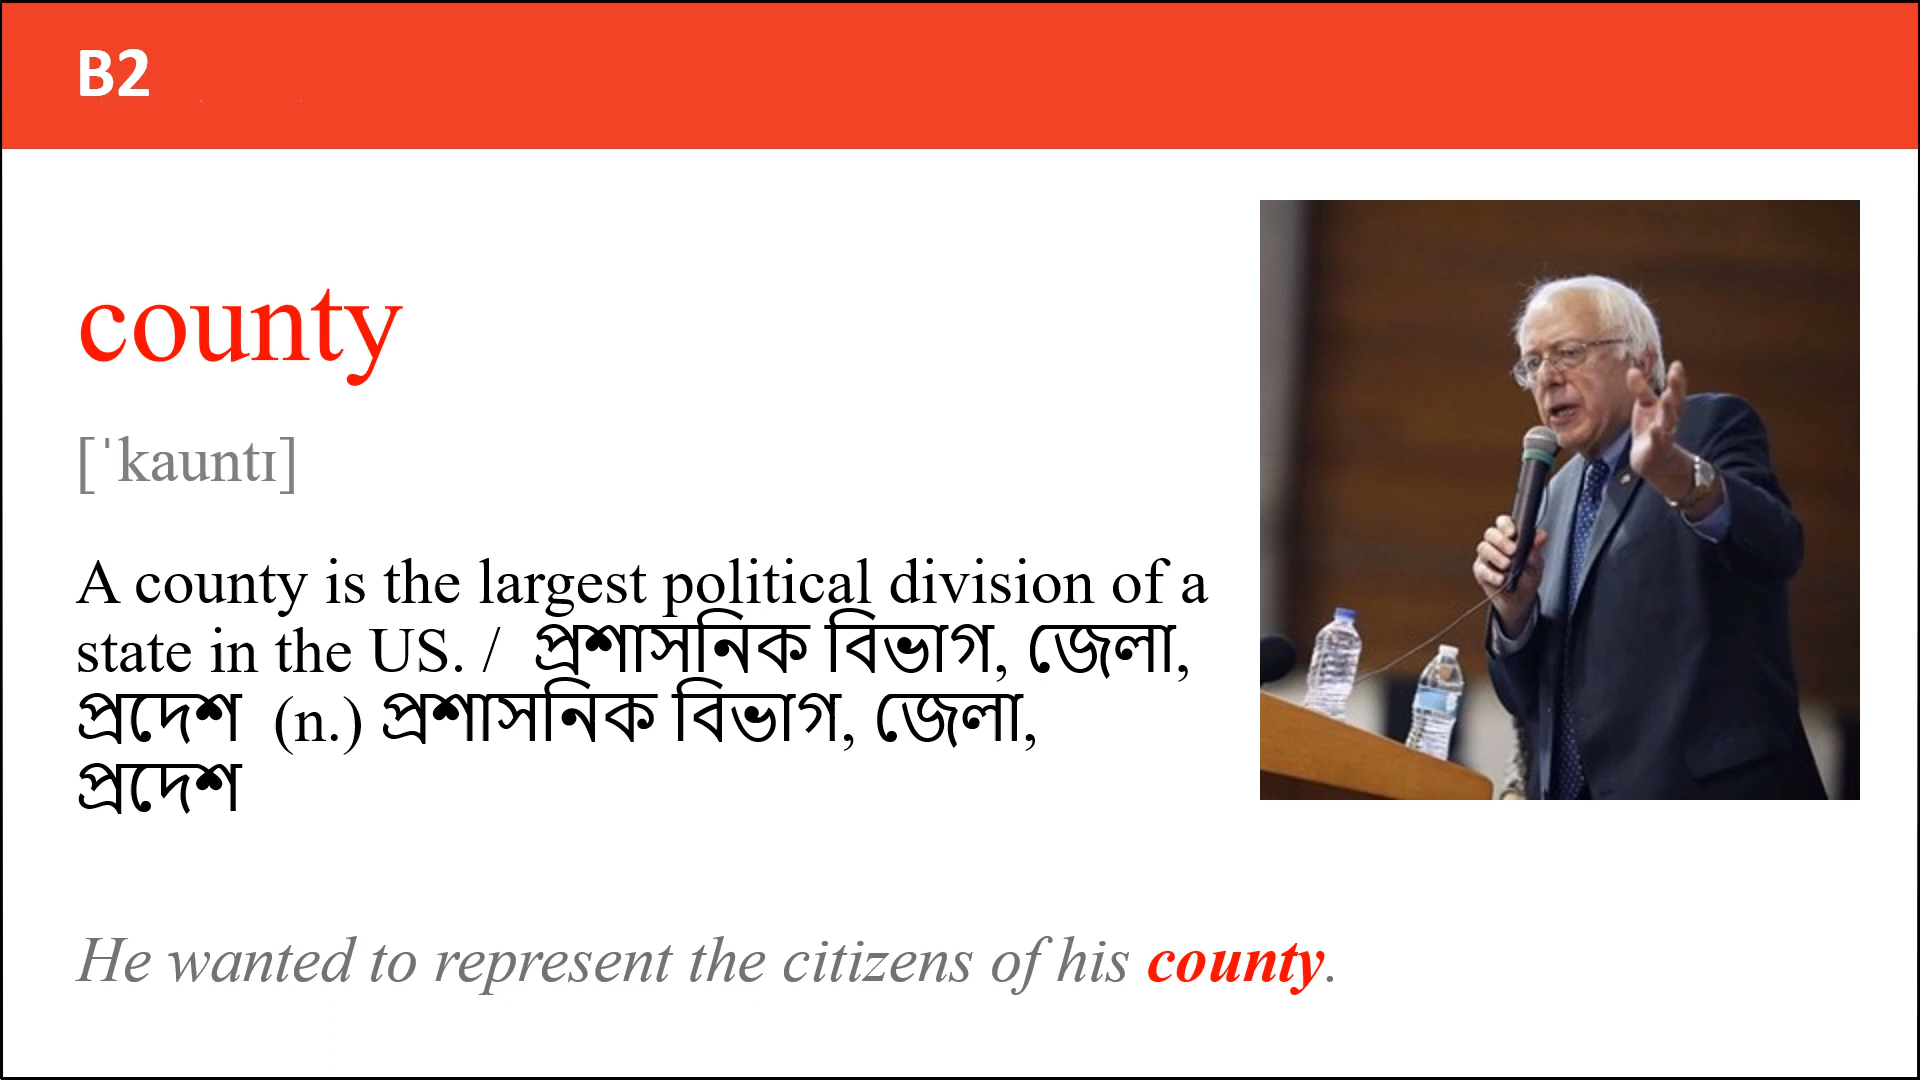 B2
county
[ˈkauntɪ]
A county is the largest political division of a
state in the US. / প্রশাসনিক বিভাগ, জেলা,
প্রদেশ (n.) প্রশাসনিক বিভাগ, জেলা,
প্রদেশ
He wanted to represent the citizens of his county.